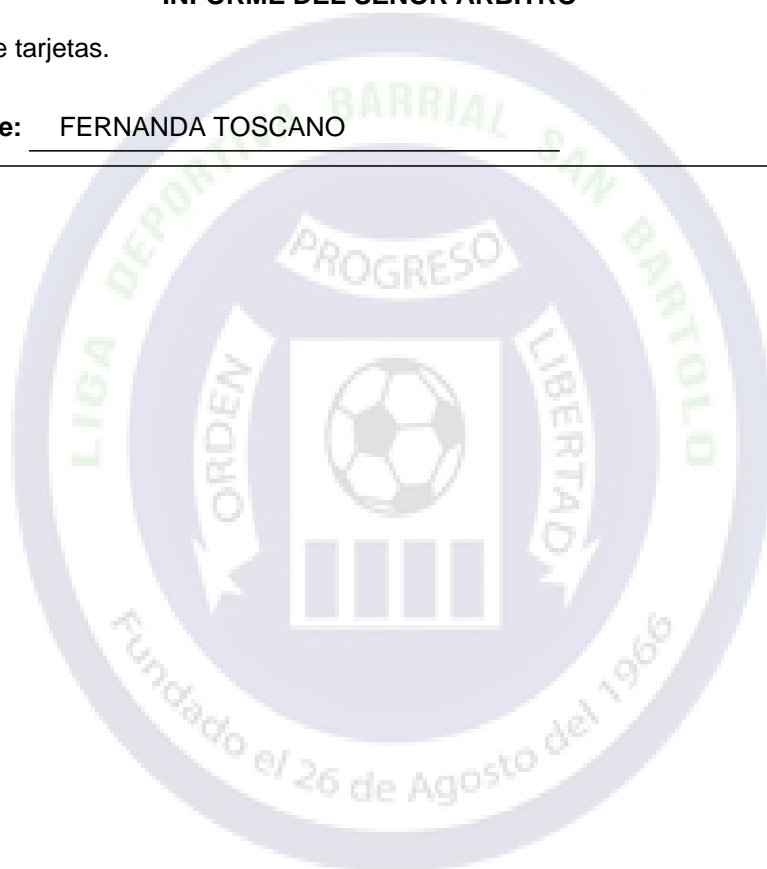 INFORME DEL SEÑOR ARBITRO
e tarjetas.
e: FERNANDA TOSCANO
LIGA DEPORTIVA BARRIAL SAN BARTOLO
PROGRESO
ORDEN
LIBERTAD
Fundado el 26 de Agosto del 1966